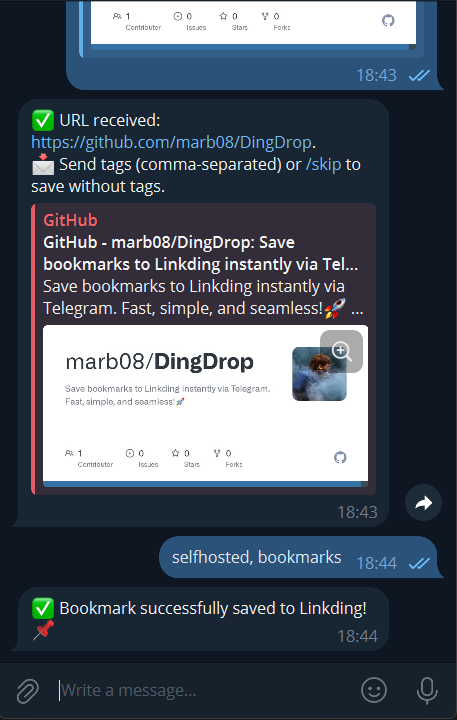 1 0 0 0
Contributor Issues Stars Forks
18:43
URL received:
https://github.com/marb08/DingDrop.
Send tags (comma-separated) or /skip to
save without tags.
GitHub
GitHub - marb08/DingDrop: Save
bookmarks to Linkding instantly via Tel...
Save bookmarks to Linkding instantly via
Telegram. Fast, simple, and seamless!🚀 ...
marb08/DingDrop
Save bookmarks to Linkding instantly via Telegram.
Fast, simple, and seamless!🚀
1 0 0 0
Contributor Issues Stars Forks
18:43
selfhosted, bookmarks 18:44
Bookmark successfully saved to Linkding!
18:44
Write a message...